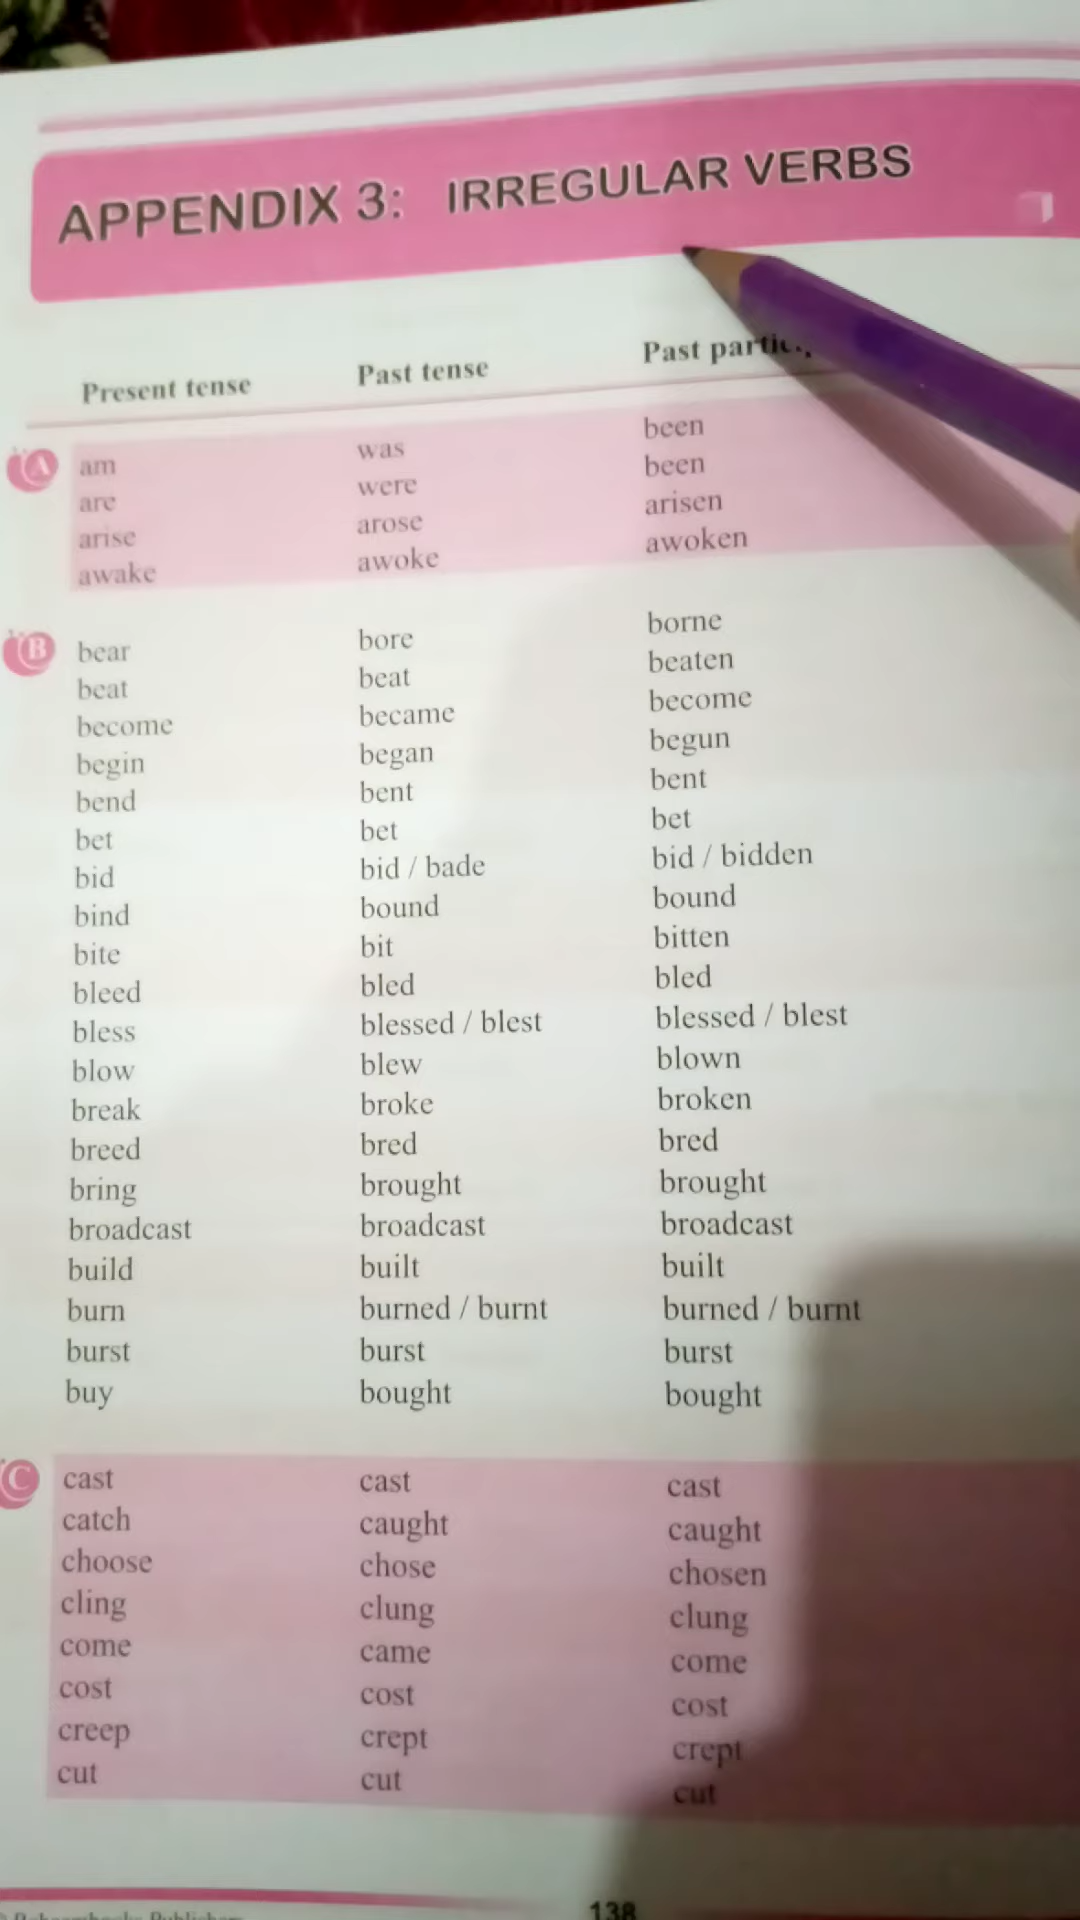 APPENDIX 3: IRREGULAR VERBS
Present tense Past tense Past
A
am was been
are were been
arise arose arisen
awake awoke awoken
B
bear bore borne
beat beat beaten
become became become
begin began begun
bend bent bent
bet bet bet
bid bid / bade bid / bidden
bind bound bound
bite bit bitten
bleed bled bled
bless blessed / blest blessed / blest
blow blew blown
break broke broken
breed bred bred
bring brought brought
broadcast broadcast broadcast
build built built
burn burned / burnt burned / burnt
burst burst burst
buy bought bought
C
cast cast cast
catch caught caught
choose chose chosen
cling clung clung
come came come
cost cost cost
creep crept crept
cut cut cut
138